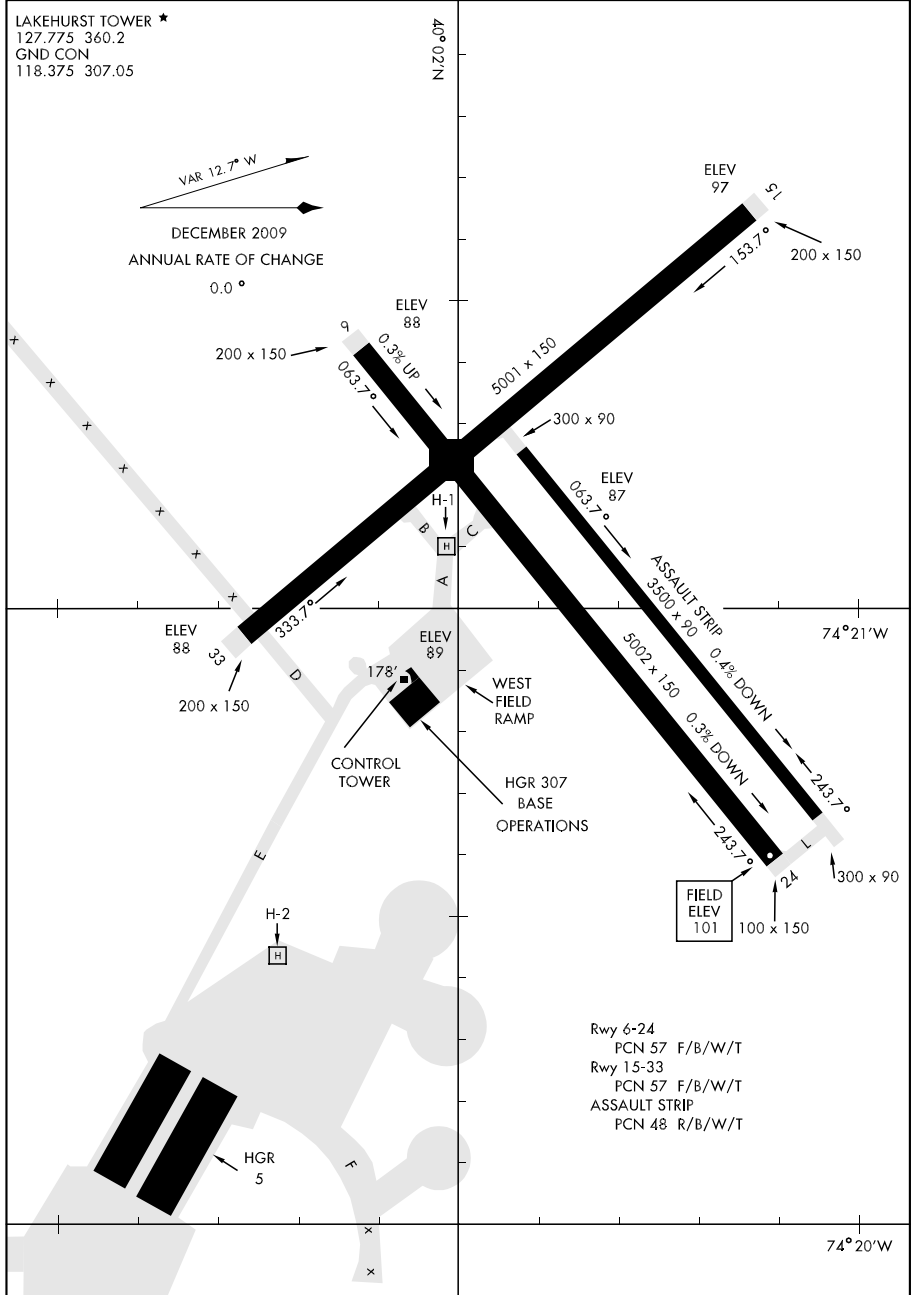 LAKEHURST TOWER ★
127.775 360.2
GND CON
118.375 307.05
40°02'N
VAR 12.7° W
DECEMBER 2009
ANNUAL RATE OF CHANGE
0.0 °
ELEV
97
15
153.7°
200 x 150
ELEV
88
9
200 x 150
0.3% UP
063.7°
5001 x 150
300 x 90
ELEV
87
063.7°
H-1
B
C
H
A
x
x
x
x
x
x
x
x
ASSAULT STRIP
3500 x 90
0.4% DOWN
333.7°
ELEV
88
33
200 x 150
D
74°21'W
ELEV
89
178'
WEST
FIELD
RAMP
5002 x 150
0.3% DOWN
CONTROL
TOWER
HGR 307
BASE
OPERATIONS
243.7°
243.7°
L
24
300 x 90
FIELD
ELEV
101
100 x 150
E
H-2
H
Rwy 6-24
PCN 57 F/B/W/T
Rwy 15-33
PCN 57 F/B/W/T
ASSAULT STRIP
PCN 48 R/B/W/T
HGR
5
F
x
x
74°20'W